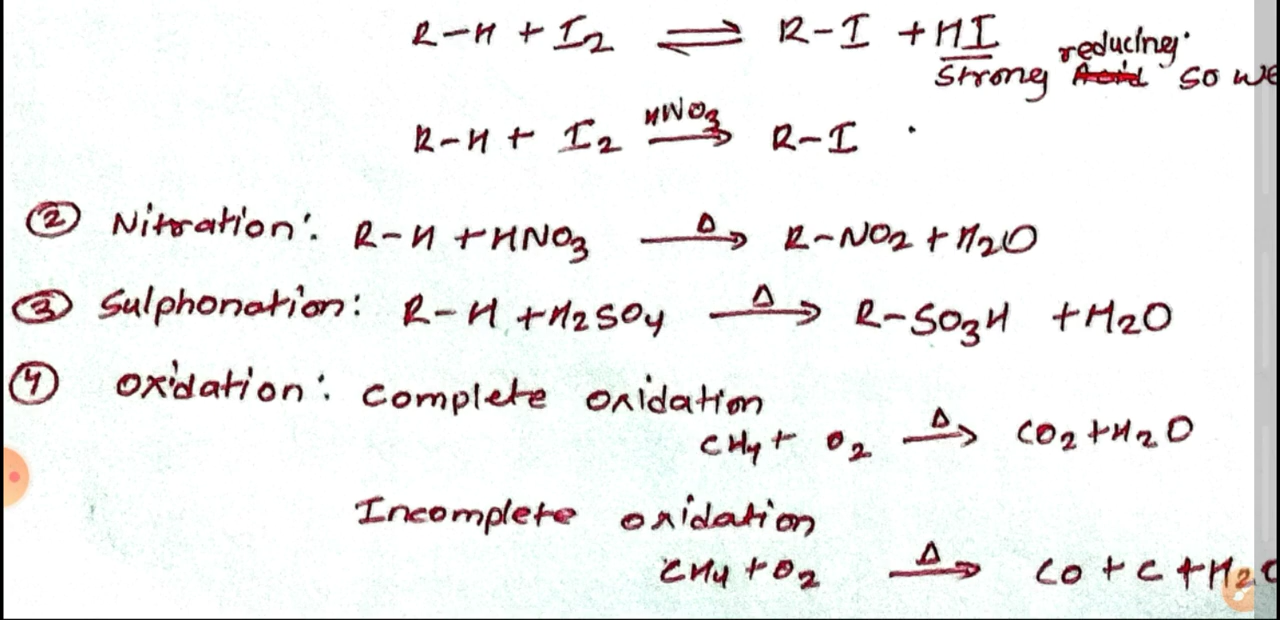 R-H + I2 ⇌ R-I + HI
Strong reducing so we
R-H + I2 HNO3→ R-I .
② Nitration: R-H + HNO3 Δ→ R-NO2 + H2O
③ Sulphonation: R-H + H2SO4 Δ→ R-SO3H + H2O
④ oxidation: complete oxidation
CH4 + O2 Δ→ CO2 + H2O
Incomplete oxidation
CH4 + O2 Δ→ CO + C + H2O